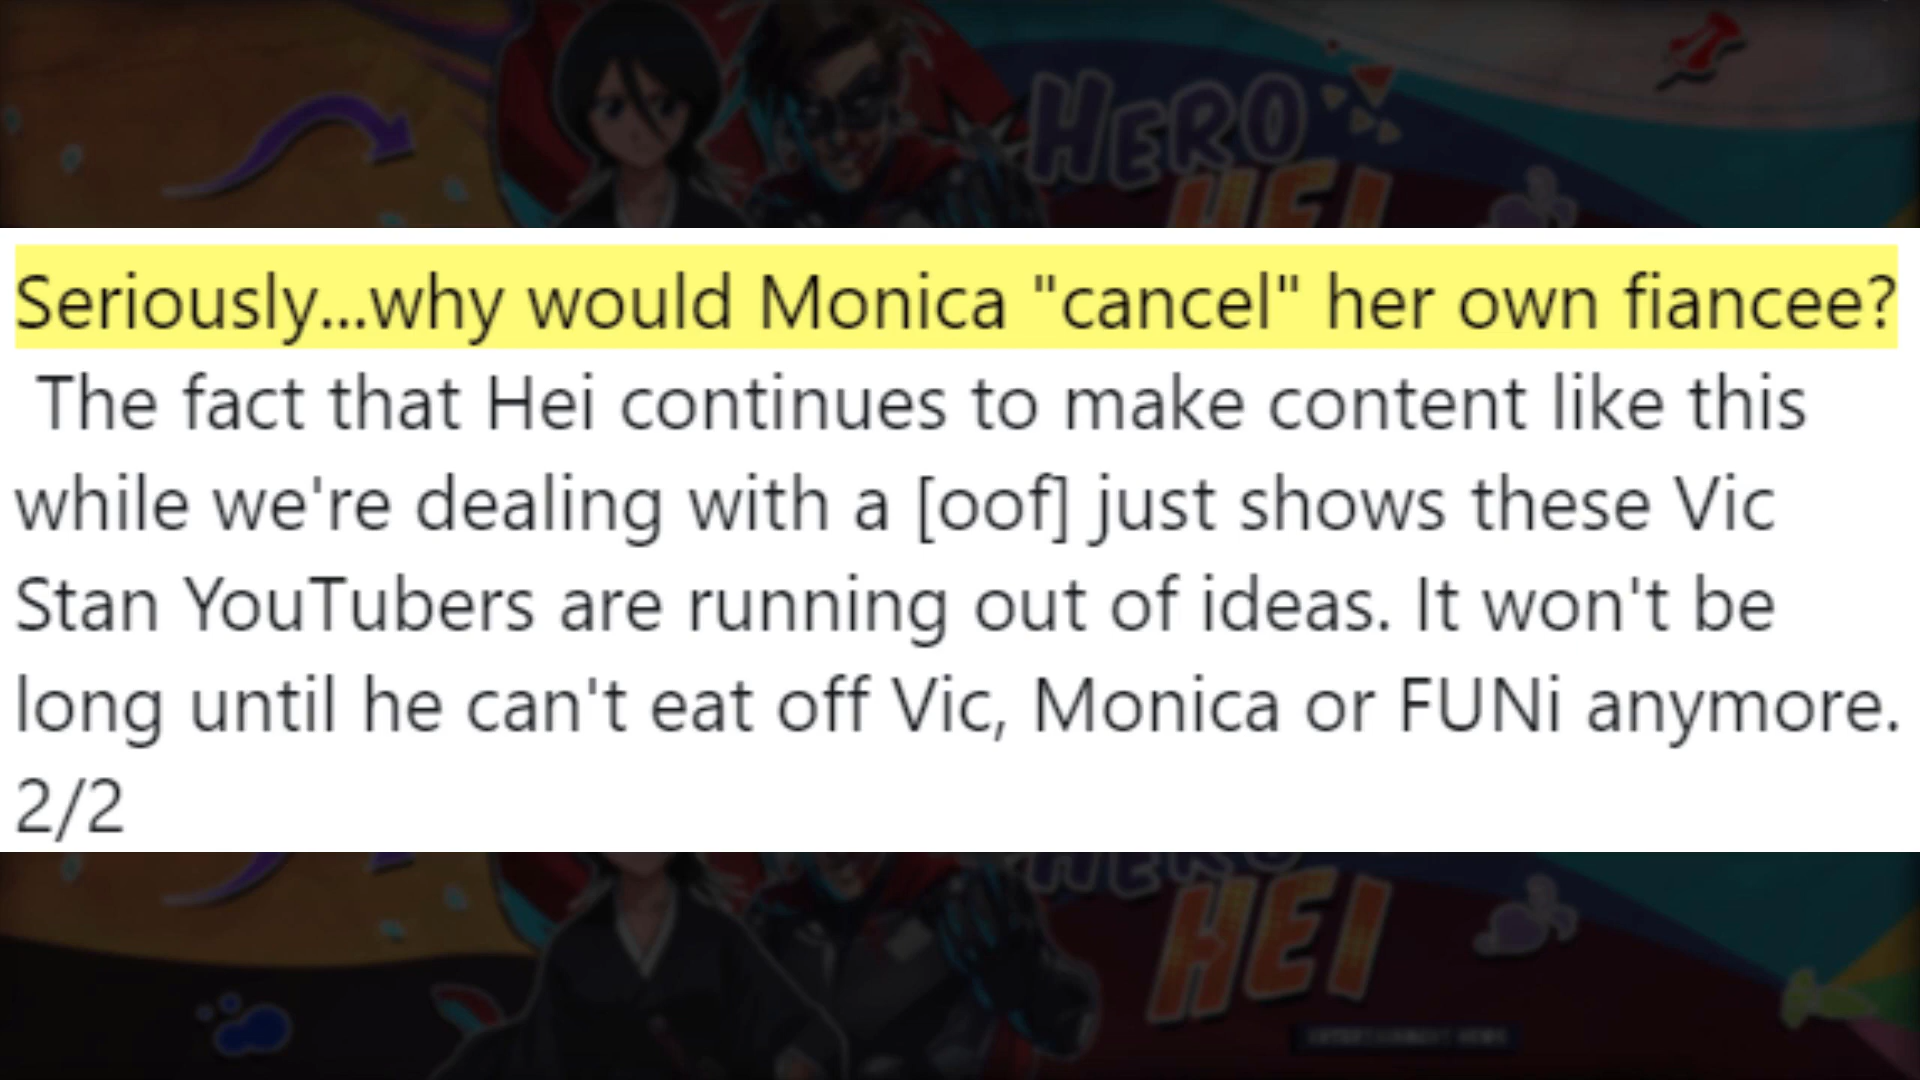 HERO
HEI
Seriously...why would Monica "cancel" her own fiancee?
The fact that Hei continues to make content like this
while we're dealing with a [oof] just shows these Vic
Stan YouTubers are running out of ideas. It won't be
long until he can't eat off Vic, Monica or FUNi anymore.
2/2
HERO
HEI